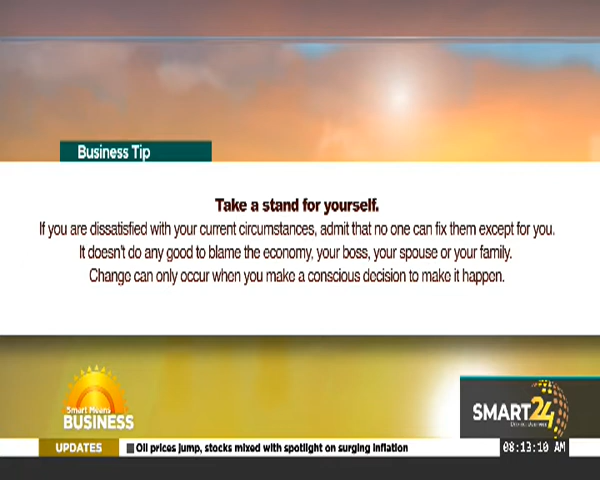 Business Tip
Take a stand for yourself.
If you are dissatisfied with your current circumstances, admit that no one can fix them except for you.
It doesn't do any good to blame the economy, your boss, your spouse or your family.
Change can only occur when you make a conscious decision to make it happen.
Smart Means
BUSINESS
SMART24
UPDATES
Oil prices jump, stocks mixed with spotlight on surging inflation
08:13:10 AM